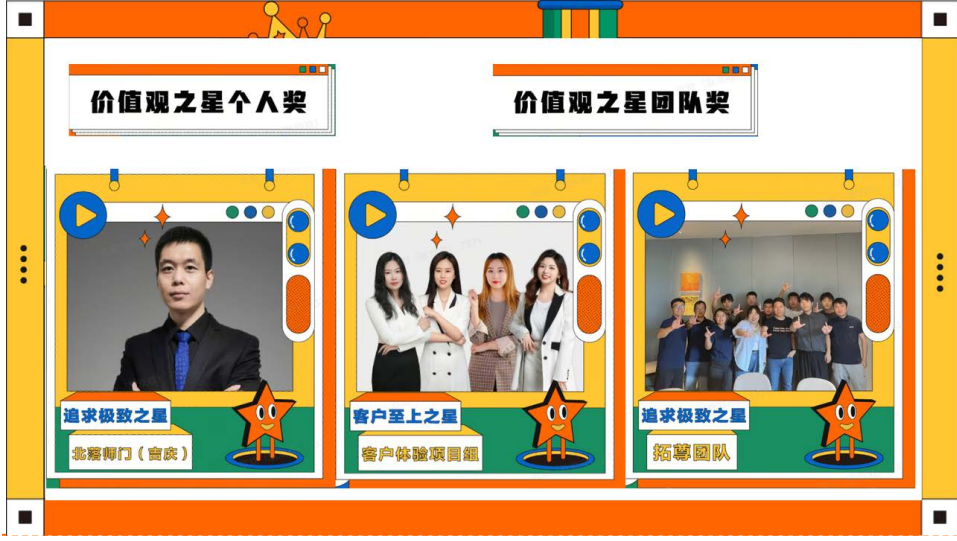 价值观之星个人奖
价值观之星团队奖
追求极致之星
北落师门（吉庆）
客户至上之星
客户体验项目组
追求极致之星
拓尊团队